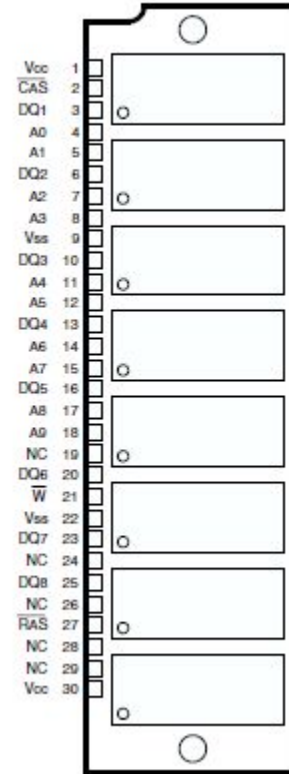 Vcc 1
C̅A̅S̅ 2
DQ1 3
A0 4
A1 5
DQ2 6
A2 7
A3 8
Vss 9
DQ3 10
A4 11
A5 12
DQ4 13
A6 14
A7 15
DQ5 16
A8 17
A9 18
NC 19
DQ6 20
W̅ 21
Vss 22
DQ7 23
NC 24
DQ8 25
NC 26
R̅A̅S̅ 27
NC 28
NC 29
Vcc 30